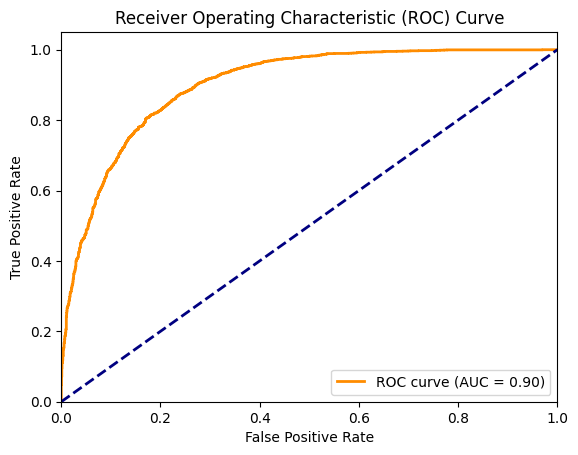 Receiver Operating Characteristic (ROC) Curve
1.0
0.8
0.6
0.4
0.2
0.0
True Positive Rate
ROC curve (AUC = 0.90)
0.0 0.2 0.4 0.6 0.8 1.0
False Positive Rate